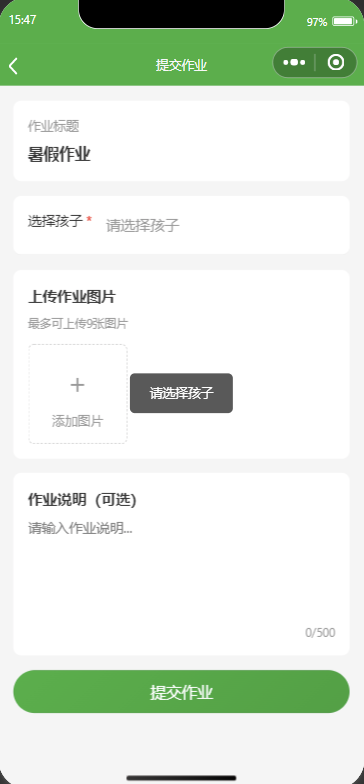 15:47
97%
提交作业
作业标题
暑假作业
选择孩子 * 请选择孩子
上传作业图片
最多可上传9张图片
+
添加图片
请选择孩子
作业说明（可选）
请输入作业说明...
0/500
提交作业